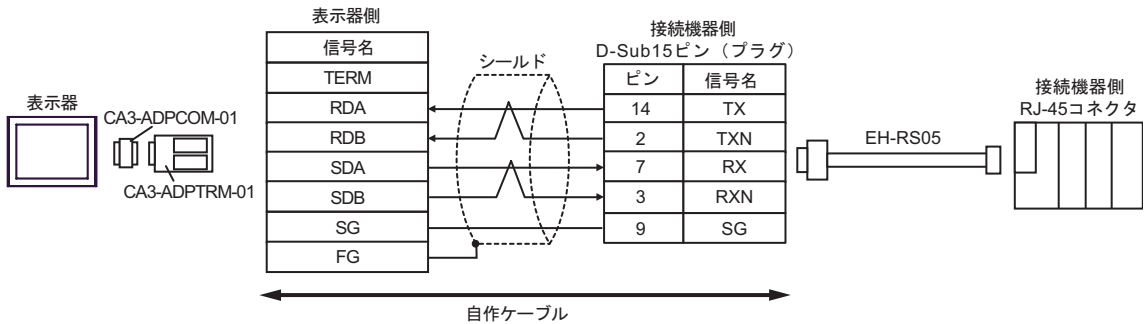 表示器
CA3-ADPCOM-01
CA3-ADPTRM-01
表示器側
信号名
TERM
RDA
RDB
SDA
SDB
SG
FG
シールド
接続機器側
D-Sub15ピン（プラグ）
ピン 信号名
14 TX
2 TXN
7 RX
3 RXN
9 SG
EH-RS05
接続機器側
RJ-45コネクタ
自作ケーブル